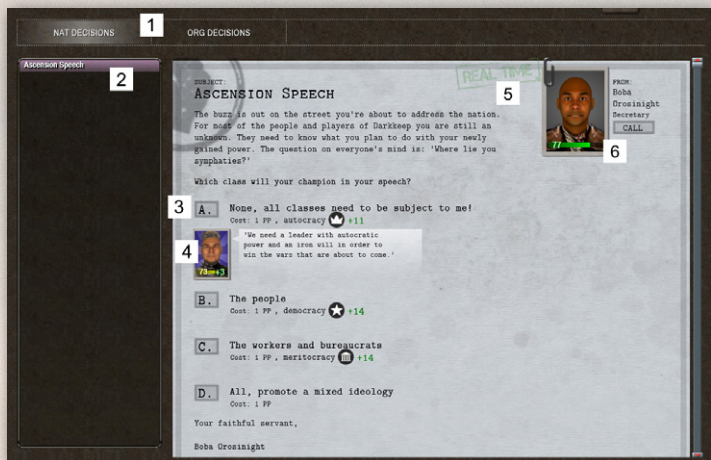 NAT DECISIONS
1
ORG DECISIONS
Ascension Speech
2
SUBJECT:
ASCENSION SPEECH
REAL TIME
5
The buzz is out on the street you're about to address the nation.
For most of the people and players of Darkeep you are still an
unknown. They need to know what you plan to do with your newly
gained power. The question on everyone's mind is: 'Where lie you
symphaties?'
Which class will your champion in your speech?
FROM:
Boba
Orosinight
Secretary
CALL
77
6
3
A.
None, all classes need to be subject to me!
Cost: 1 PP , autocracy +11
4
'We need a leader with autocratic
power and an iron will in order to
win the wars that are about to come.'
73 +3
B.
The people
Cost: 1 PP , democracy +14
C.
The workers and bureaucrats
Cost: 1 PP , meritocracy +14
D.
All, promote a mixed ideology
Cost: 1 PP
Your faithful servant,
Boba Orosinight